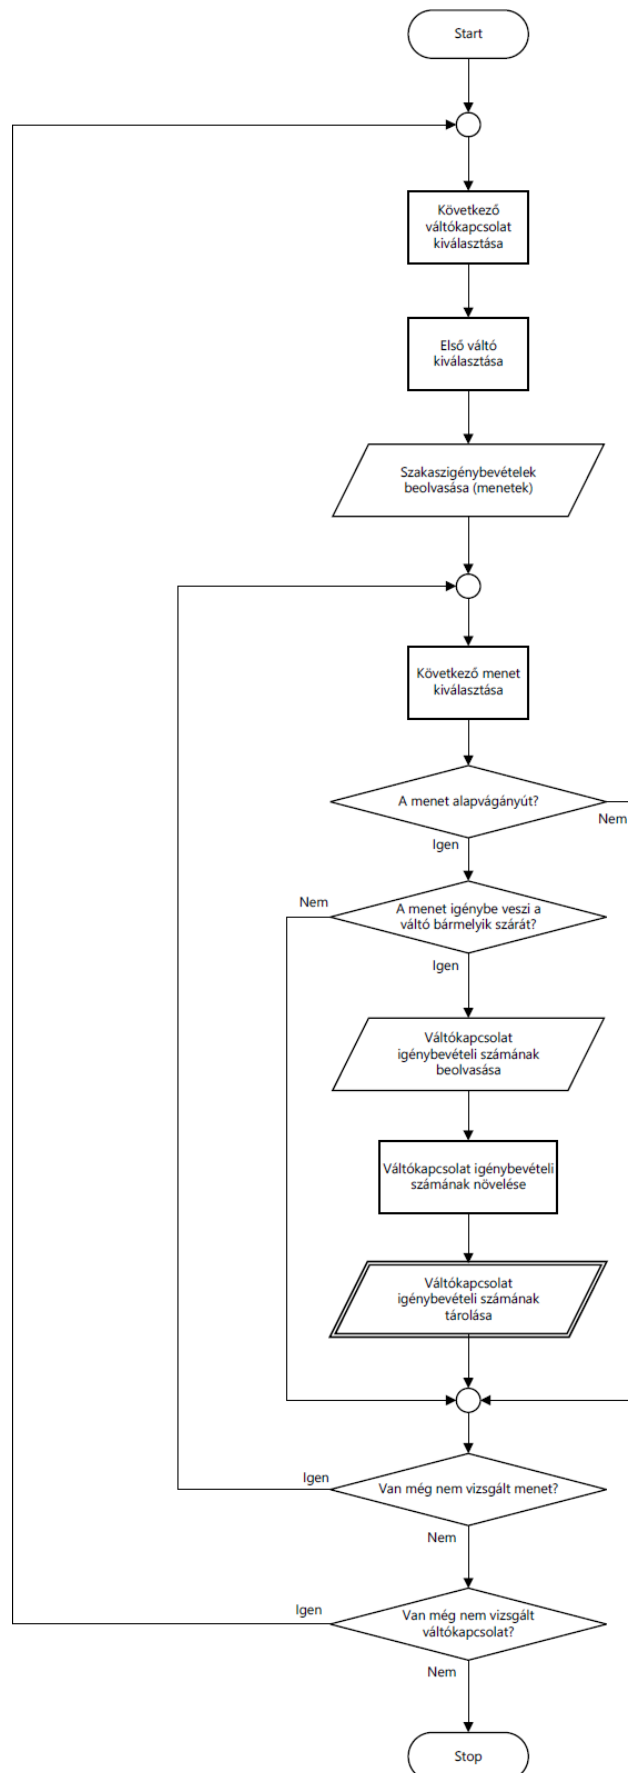 Start
Következő
váltókapcsolat
kiválasztása
Első váltó
kiválasztása
Szakaszigénybevételek
beolvasása (menetek)
Következő menet
kiválasztása
A menet alapvágányút?
Nem
Igen
Nem
A menet igénybe veszi a
váltó bármelyik szárát?
Igen
Váltókapcsolat
igénybevételi számának
beolvasása
Váltókapcsolat igénybevételi
számának növelése
Váltókapcsolat
igénybevételi számának
tárolása
Igen
Van még nem vizsgált menet?
Nem
Igen
Van még nem vizsgált
váltókapcsolat?
Nem
Stop